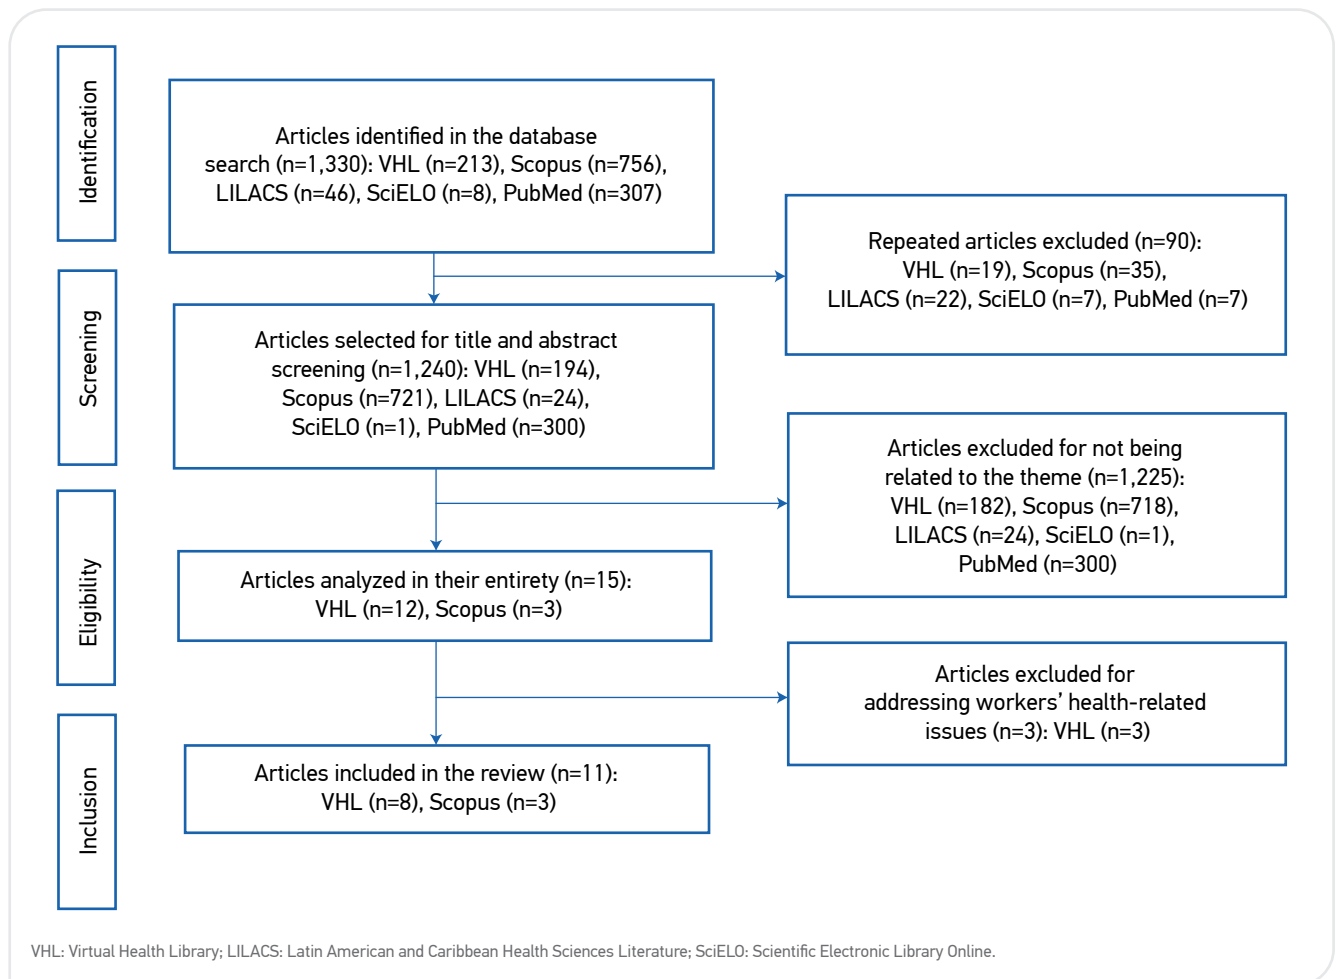 Identification
Articles identified in the database
search (n=1,330): VHL (n=213), Scopus (n=756),
LILACS (n=46), SciELO (n=8), PubMed (n=307)
Repeated articles excluded (n=90):
VHL (n=19), Scopus (n=35),
LILACS (n=22), SciELO (n=7), PubMed (n=7)
Screening
Articles selected for title and abstract
screening (n=1,240): VHL (n=194),
Scopus (n=721), LILACS (n=24),
SciELO (n=1), PubMed (n=300)
Articles excluded for not being
related to the theme (n=1,225):
VHL (n=182), Scopus (n=718),
LILACS (n=24), SciELO (n=1),
PubMed (n=300)
Eligibility
Articles analyzed in their entirety (n=15):
VHL (n=12), Scopus (n=3)
Articles excluded for
addressing workers’ health-related
issues (n=3): VHL (n=3)
Inclusion
Articles included in the review (n=11):
VHL (n=8), Scopus (n=3)
VHL: Virtual Health Library; LILACS: Latin American and Caribbean Health Sciences Literature; SciELO: Scientific Electronic Library Online.